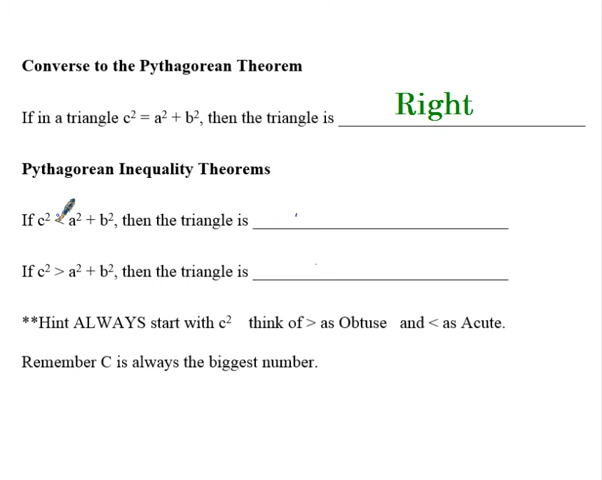 Converse to the Pythagorean Theorem
If in a triangle c² = a² + b², then the triangle is Right
Pythagorean Inequality Theorems
If c² < a² + b², then the triangle is
If c² > a² + b², then the triangle is
**Hint ALWAYS start with c² think of > as Obtuse and < as Acute.
Remember C is always the biggest number.